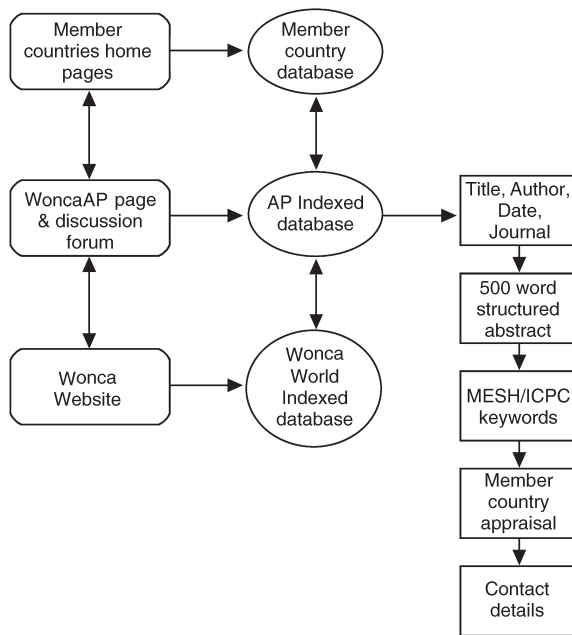 Member
countries home
pages
Member
country
database
WoncaAP page
& discussion
forum
AP Indexed
database
Title, Author,
Date,
Journal
500 word
structured
abstract
Wonca
Website
Wonca
World
Indexed
database
MESH/ICPC
keywords
Member
country
appraisal
Contact
details